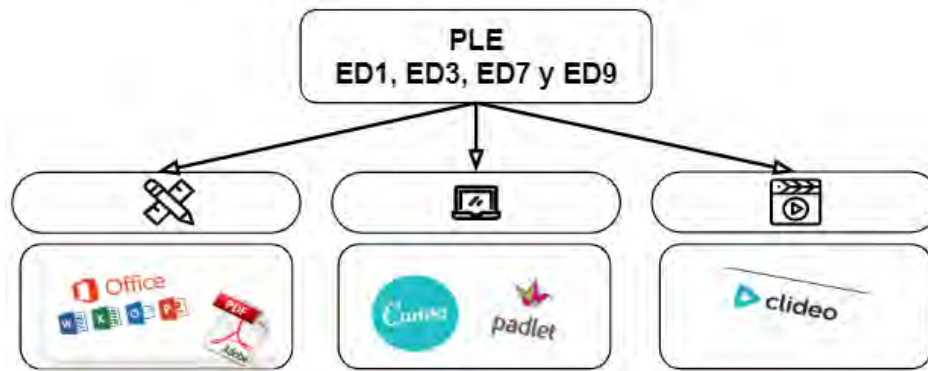 PLE
ED1, ED3, ED7 y ED9
Office
W X O P
PDF
Adobe
Canva
padlet
clideo